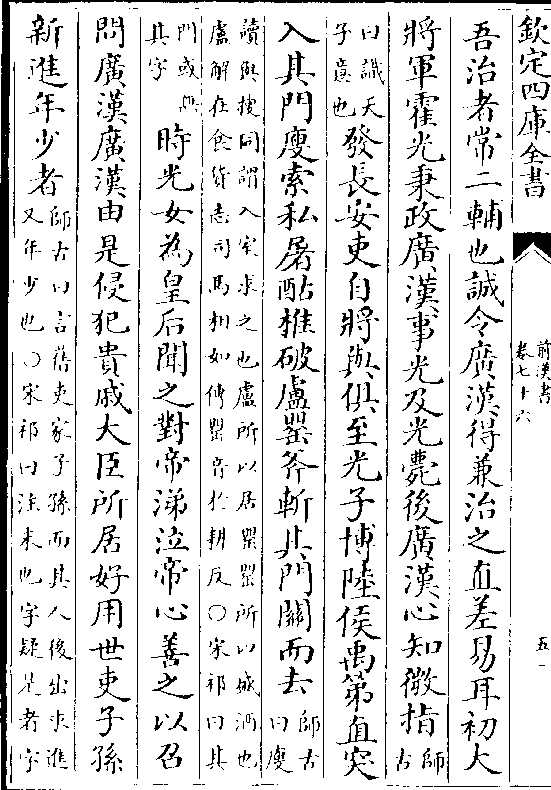 欽定四庫全書
前漢書
卷七十六
五
吾治者常二輔也誠令廣漢得兼治之直差易耳初大
將軍霍光秉政廣漢事光及光薨後廣漢心知微指師
古
曰識天
子意也發長安吏自將與俱至光子博陸侯禹第直突
入其門廋索私屠酤椎破盧罌斧斬其門關而去師古
曰廋
讀與搜同謂入室求之也盧所以居罌罌所以盛酒也
盧解在食貨志司馬相如傳罌音於耕反○宋祁曰其
門或無
其字時光女為皇后聞之對帝涕泣帝心善之以召
問廣漢廣漢由是侵犯貴戚大臣所居好用世吏子孫
新進年少者師古曰言舊吏家子孫而其人後出求進
又年少也○宋祁曰注末也字疑是者字